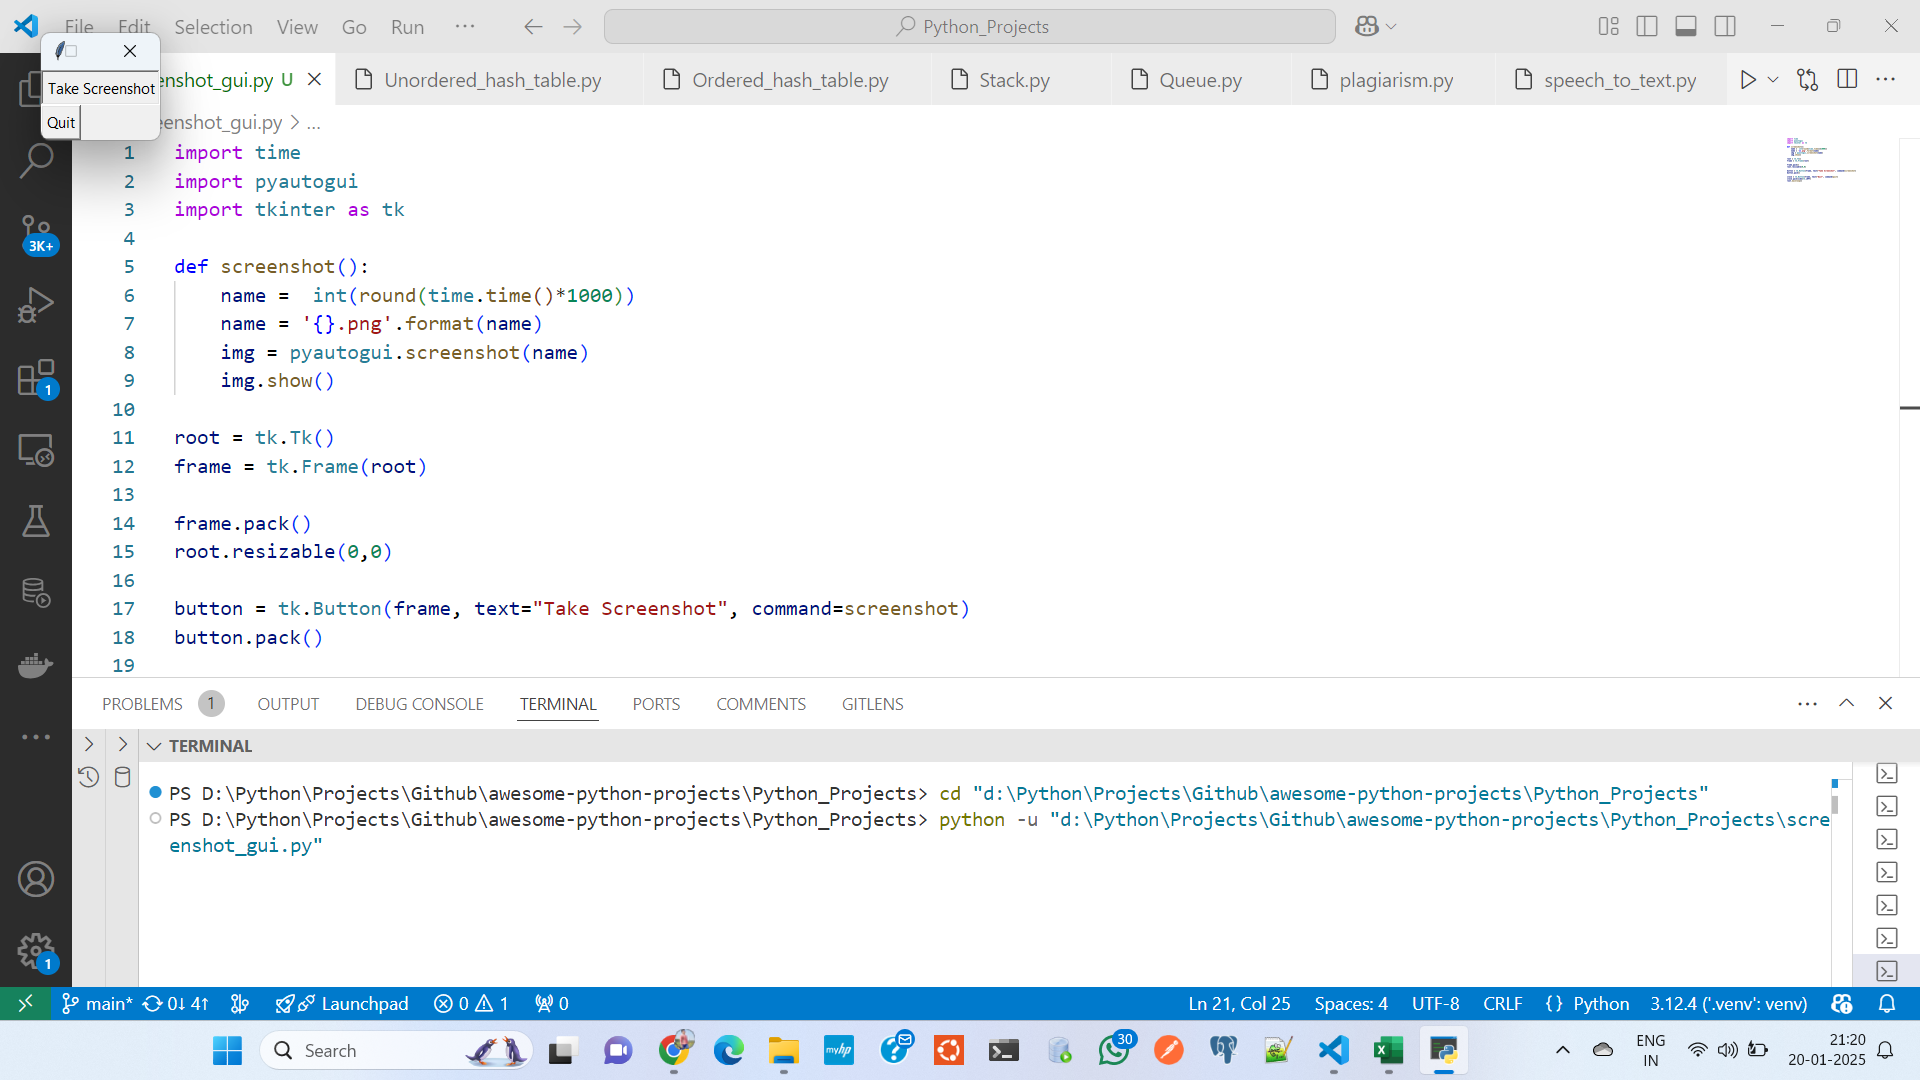 File Edit Selection View Go Run ···
Python_Projects
Take Screenshot
Quit
enshot_gui.py U
Unordered_hash_table.py
Ordered_hash_table.py
Stack.py
Queue.py
plagiarism.py
speech_to_text.py
eenshot_gui.py > ...
1 import time
2 import pyautogui
3 import tkinter as tk
4
5 def screenshot():
6     name =  int(round(time.time()*1000))
7     name = '{}.png'.format(name)
8     img = pyautogui.screenshot(name)
9     img.show()
10
11 root = tk.Tk()
12 frame = tk.Frame(root)
13
14 frame.pack()
15 root.resizable(0,0)
16
17 button = tk.Button(frame, text="Take Screenshot", command=screenshot)
18 button.pack()
19
3K+
1
1
PROBLEMS 1 OUTPUT DEBUG CONSOLE TERMINAL PORTS COMMENTS GITLENS
TERMINAL
PS D:\Python\Projects\Github\awesome-python-projects\Python_Projects> cd "d:\Python\Projects\Github\awesome-python-projects\Python_Projects"
PS D:\Python\Projects\Github\awesome-python-projects\Python_Projects> python -u "d:\Python\Projects\Github\awesome-python-projects\Python_Projects\scre
enshot_gui.py"
main* 0↓ 4↑ Launchpad 0 1 0 Ln 21, Col 25 Spaces: 4 UTF-8 CRLF {} Python 3.12.4 ('.venv': venv)
Search
myhp
30
ENG
IN
21:20
20-01-2025